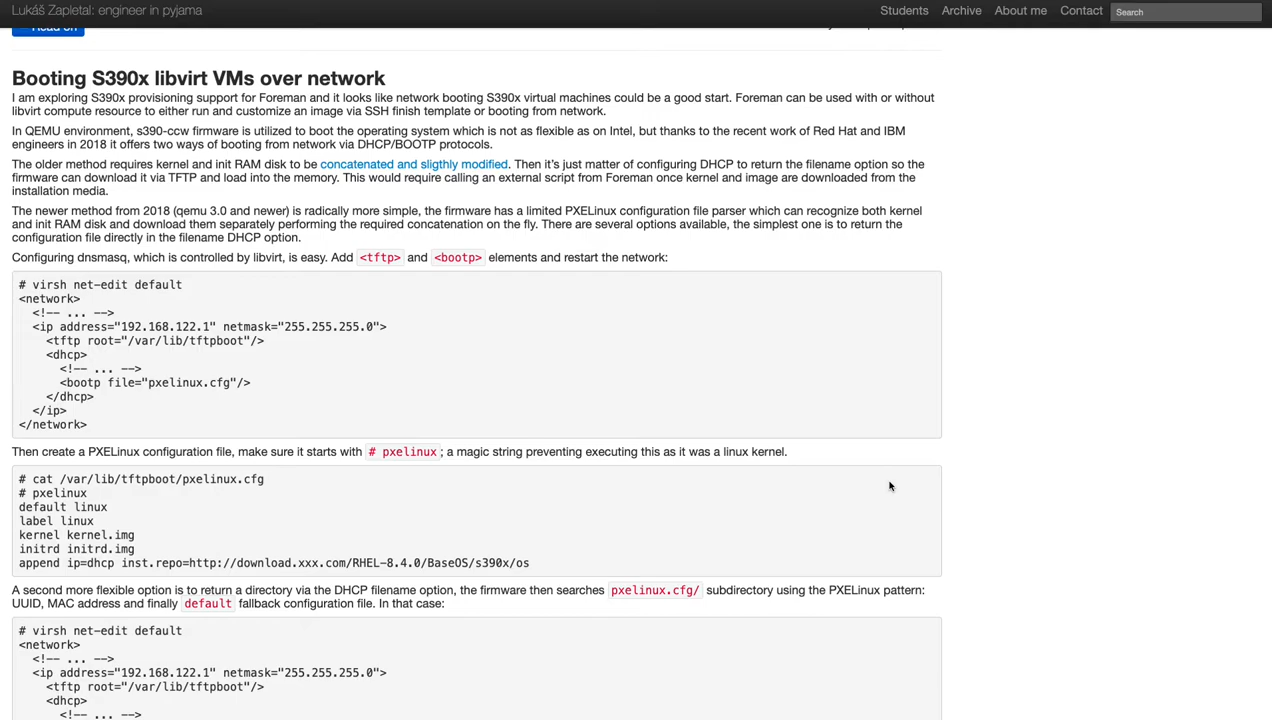 Lukáš Zapletal: engineer in pyjama
Students
Archive
About me
Contact
Search
Read on
Booting S390x libvirt VMs over network
I am exploring S390x provisioning support for Foreman and it looks like network booting S390x virtual machines could be a good start. Foreman can be used with or without
libvirt compute resource to either run and customize an image via SSH finish template or booting from network.
In QEMU environment, s390-ccw firmware is utilized to boot the operating system which is not as flexible as on Intel, but thanks to the recent work of Red Hat and IBM
engineers in 2018 it offers two ways of booting from network via DHCP/BOOTP protocols.
The older method requires kernel and init RAM disk to be concatenated and sligthly modified. Then it's just matter of configuring DHCP to return the filename option so the
firmware can download it via TFTP and load into the memory. This would require calling an external script from Foreman once kernel and image are downloaded from the
installation media.
The newer method from 2018 (qemu 3.0 and newer) is radically more simple, the firmware has a limited PXELinux configuration file parser which can recognize both kernel
and init RAM disk and download them separately performing the required concatenation on the fly. There are several options available, the simplest one is to return the
configuration file directly in the filename DHCP option.
Configuring dnsmasq, which is controlled by libvirt, is easy. Add <tftp> and <bootp> elements and restart the network:
# virsh net-edit default
<network>
<!-- ... -->
<ip address="192.168.122.1" netmask="255.255.255.0">
<tftp root="/var/lib/tftpboot"/>
<dhcp>
<!-- ... -->
<bootp file="pxelinux.cfg"/>
</dhcp>
</ip>
</network>
Then create a PXELinux configuration file, make sure it starts with # pxelinux; a magic string preventing executing this as it was a linux kernel.
# cat /var/lib/tftpboot/pxelinux.cfg
# pxelinux
default linux
label linux
kernel kernel.img
initrd initrd.img
append ip=dhcp inst.repo=http://download.xxx.com/RHEL-8.4.0/BaseOS/s390x/os
A second more flexible option is to return a directory via the DHCP filename option, the firmware then searches pxelinux.cfg/ subdirectory using the PXELinux pattern:
UUID, MAC address and finally default fallback configuration file. In that case:
# virsh net-edit default
<network>
<!-- ... -->
<ip address="192.168.122.1" netmask="255.255.255.0">
<tftp root="/var/lib/tftpboot"/>
<dhcp>
<!-- ... -->